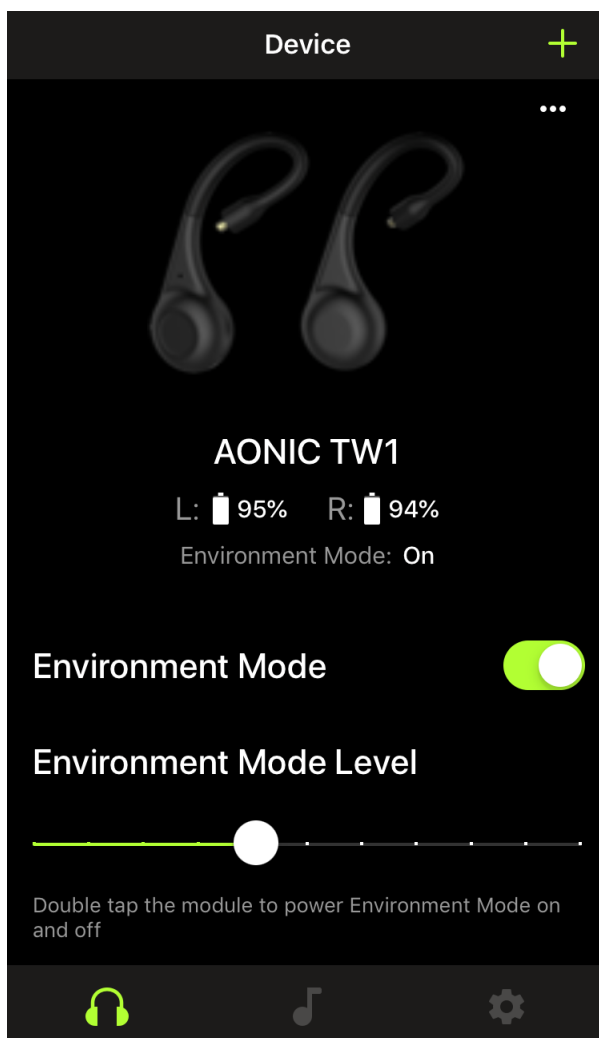 Device
AONIC TW1
L: 95% R: 94%
Environment Mode: On
Environment Mode
Environment Mode Level
Double tap the module to power Environment Mode on
and off